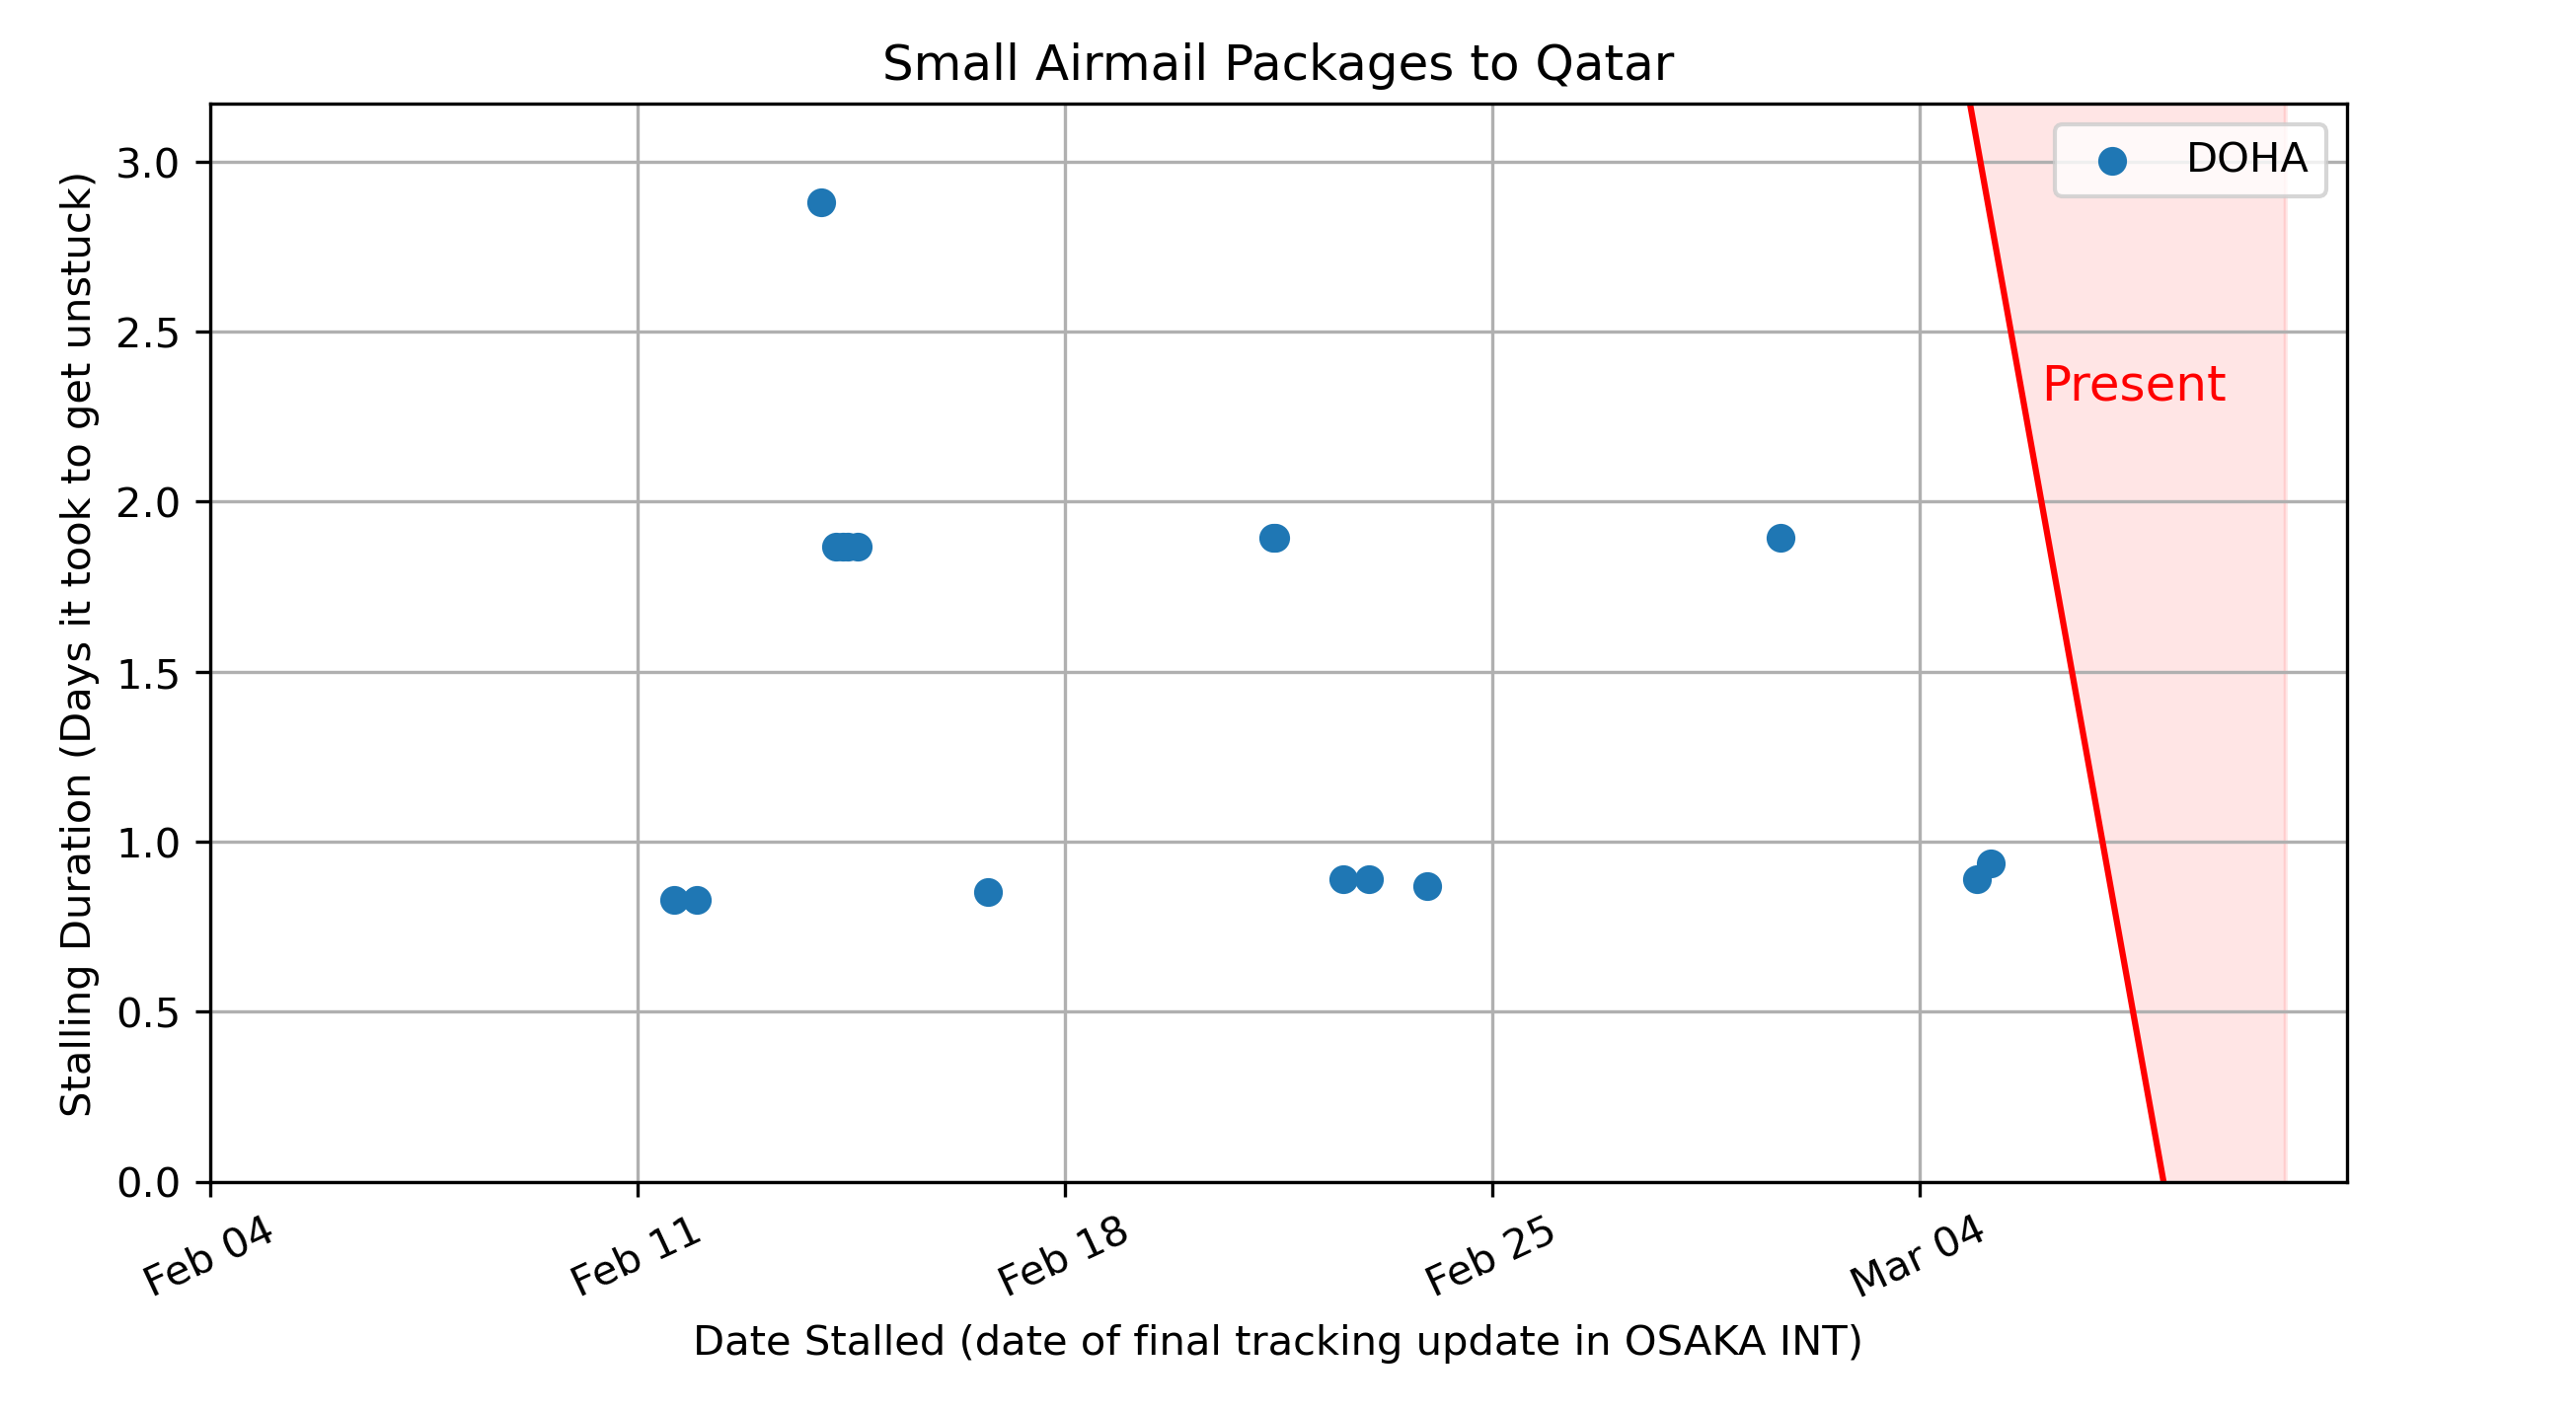 Small Airmail Packages to Qatar
DOHA
Present
Stalling Duration (Days it took to get unstuck)
3.0
2.5
2.0
1.5
1.0
0.5
0.0
Feb 04
Feb 11
Feb 18
Feb 25
Mar 04
Date Stalled (date of final tracking update in OSAKA INT)